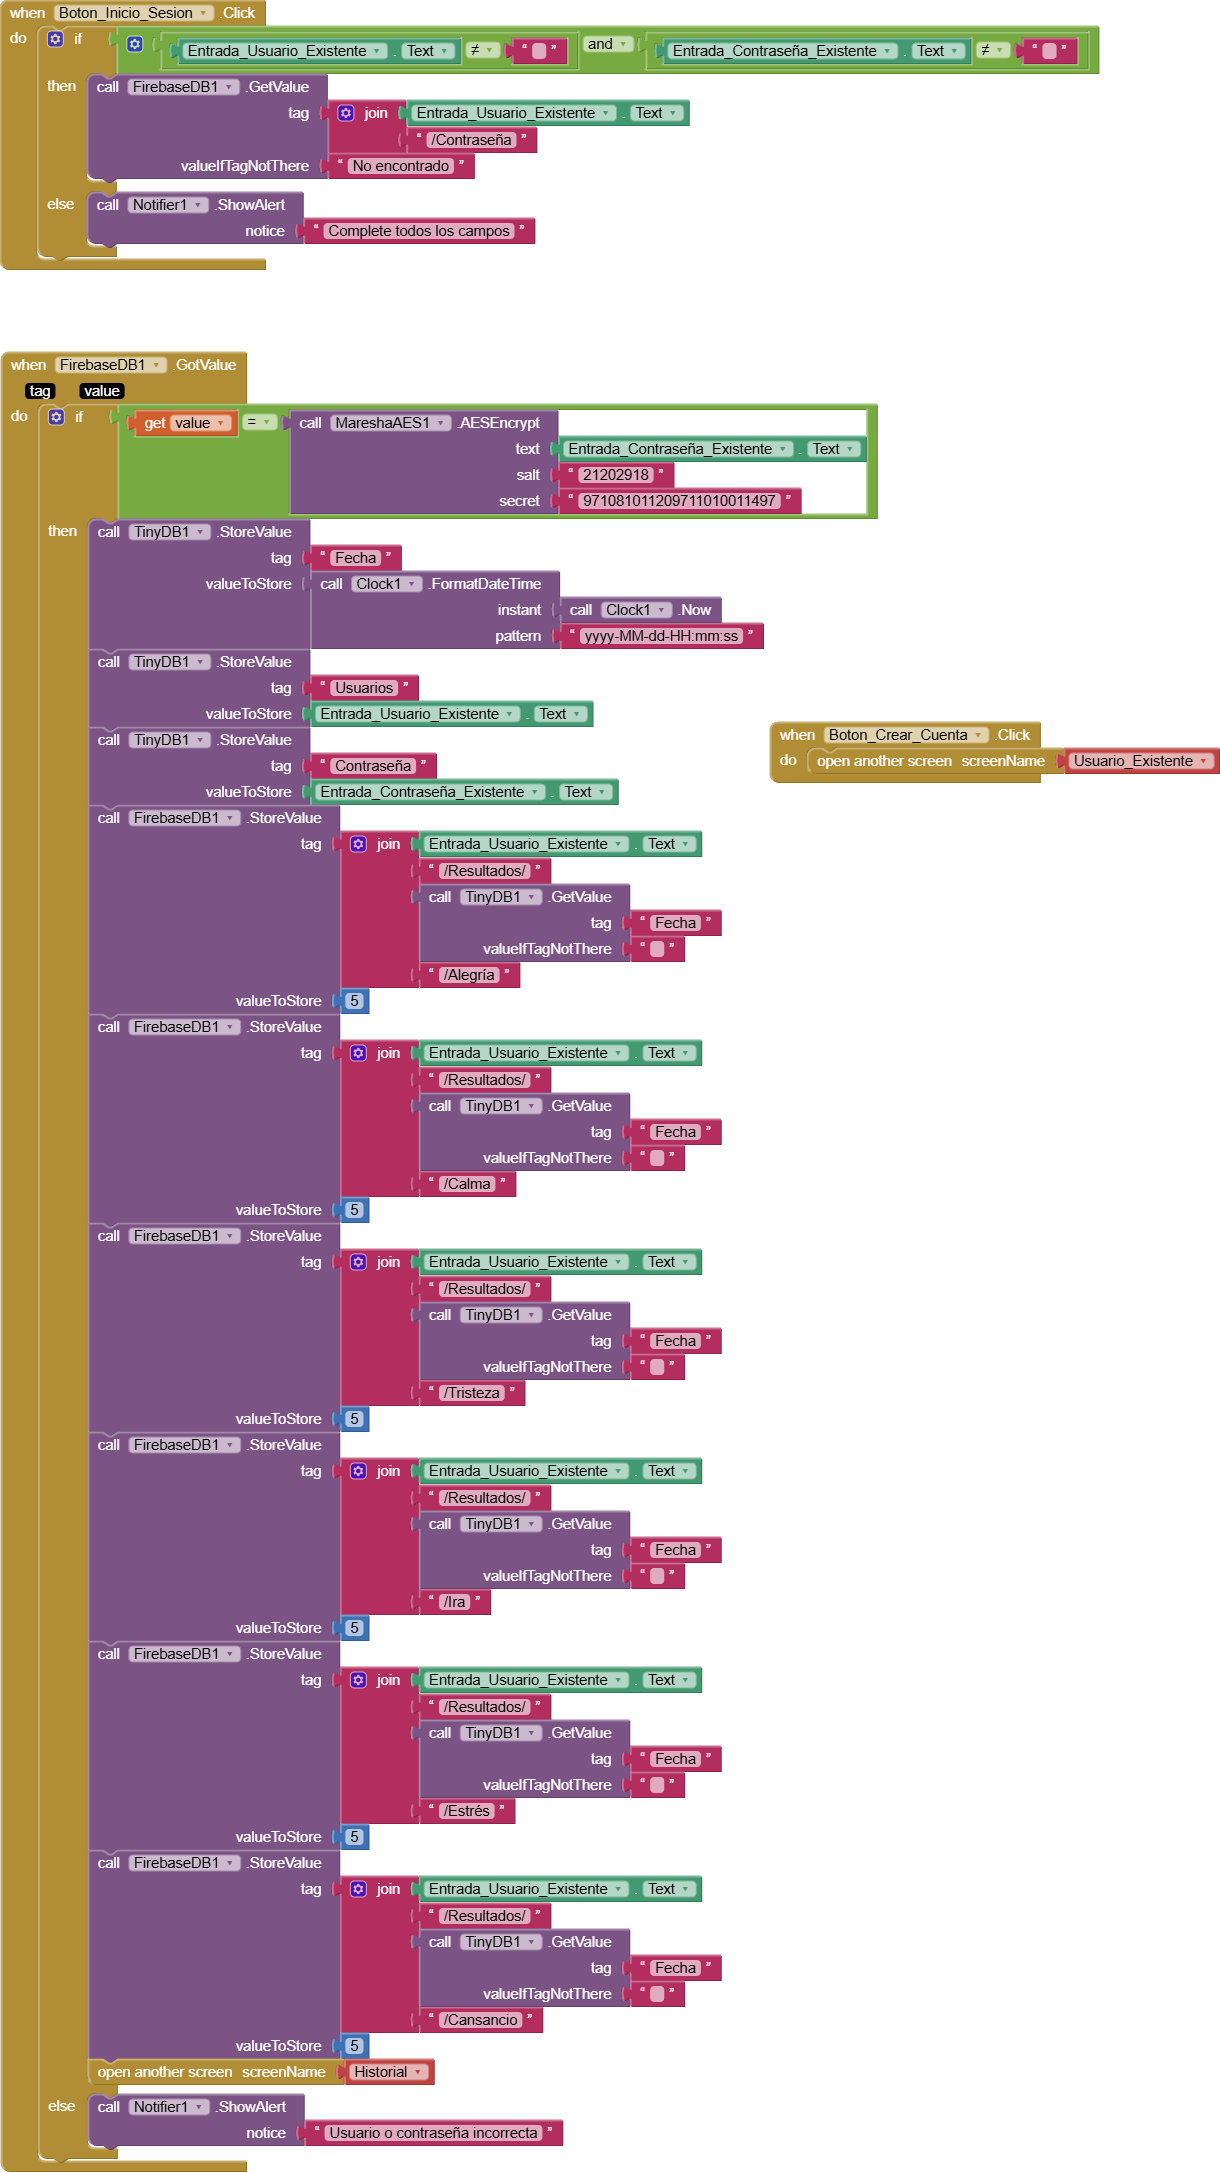 when Boton_Inicio_Sesion .Click
do if Entrada_Usuario_Existente . Text ≠ “ ” and Entrada_Contraseña_Existente . Text ≠ “ ”
then call FirebaseDB1 .GetValue
tag join Entrada_Usuario_Existente . Text
“ /Contraseña ”
valueIfTagNotThere “ No encontrado ”
else call Notifier1 .ShowAlert
notice “ Complete todos los campos ”
when FirebaseDB1 .GotValue
tag value
do if get value = call MareshaAES1 .AESEncrypt
text Entrada_Contraseña_Existente . Text
salt “ 21202918 ”
secret “ 971081011209711010011497 ”
then call TinyDB1 .StoreValue
tag “ Fecha ”
valueToStore call Clock1 .FormatDateTime
instant call Clock1 .Now
pattern “ yyyy-MM-dd-HH:mm:ss ”
call TinyDB1 .StoreValue
tag “ Usuarios ”
valueToStore Entrada_Usuario_Existente . Text
call TinyDB1 .StoreValue
tag “ Contraseña ”
valueToStore Entrada_Contraseña_Existente . Text
when Boton_Crear_Cuenta .Click
do open another screen screenName Usuario_Existente
call FirebaseDB1 .StoreValue
tag join Entrada_Usuario_Existente . Text
“ /Resultados/ ”
call TinyDB1 .GetValue
tag “ Fecha ”
valueIfTagNotThere “ ”
“ /Alegría ”
valueToStore 5
call FirebaseDB1 .StoreValue
tag join Entrada_Usuario_Existente . Text
“ /Resultados/ ”
call TinyDB1 .GetValue
tag “ Fecha ”
valueIfTagNotThere “ ”
“ /Calma ”
valueToStore 5
call FirebaseDB1 .StoreValue
tag join Entrada_Usuario_Existente . Text
“ /Resultados/ ”
call TinyDB1 .GetValue
tag “ Fecha ”
valueIfTagNotThere “ ”
“ /Tristeza ”
valueToStore 5
call FirebaseDB1 .StoreValue
tag join Entrada_Usuario_Existente . Text
“ /Resultados/ ”
call TinyDB1 .GetValue
tag “ Fecha ”
valueIfTagNotThere “ ”
“ /Ira ”
valueToStore 5
call FirebaseDB1 .StoreValue
tag join Entrada_Usuario_Existente . Text
“ /Resultados/ ”
call TinyDB1 .GetValue
tag “ Fecha ”
valueIfTagNotThere “ ”
“ /Estrés ”
valueToStore 5
call FirebaseDB1 .StoreValue
tag join Entrada_Usuario_Existente . Text
“ /Resultados/ ”
call TinyDB1 .GetValue
tag “ Fecha ”
valueIfTagNotThere “ ”
“ /Cansancio ”
valueToStore 5
open another screen screenName Historial
else call Notifier1 .ShowAlert
notice “ Usuario o contraseña incorrecta ”